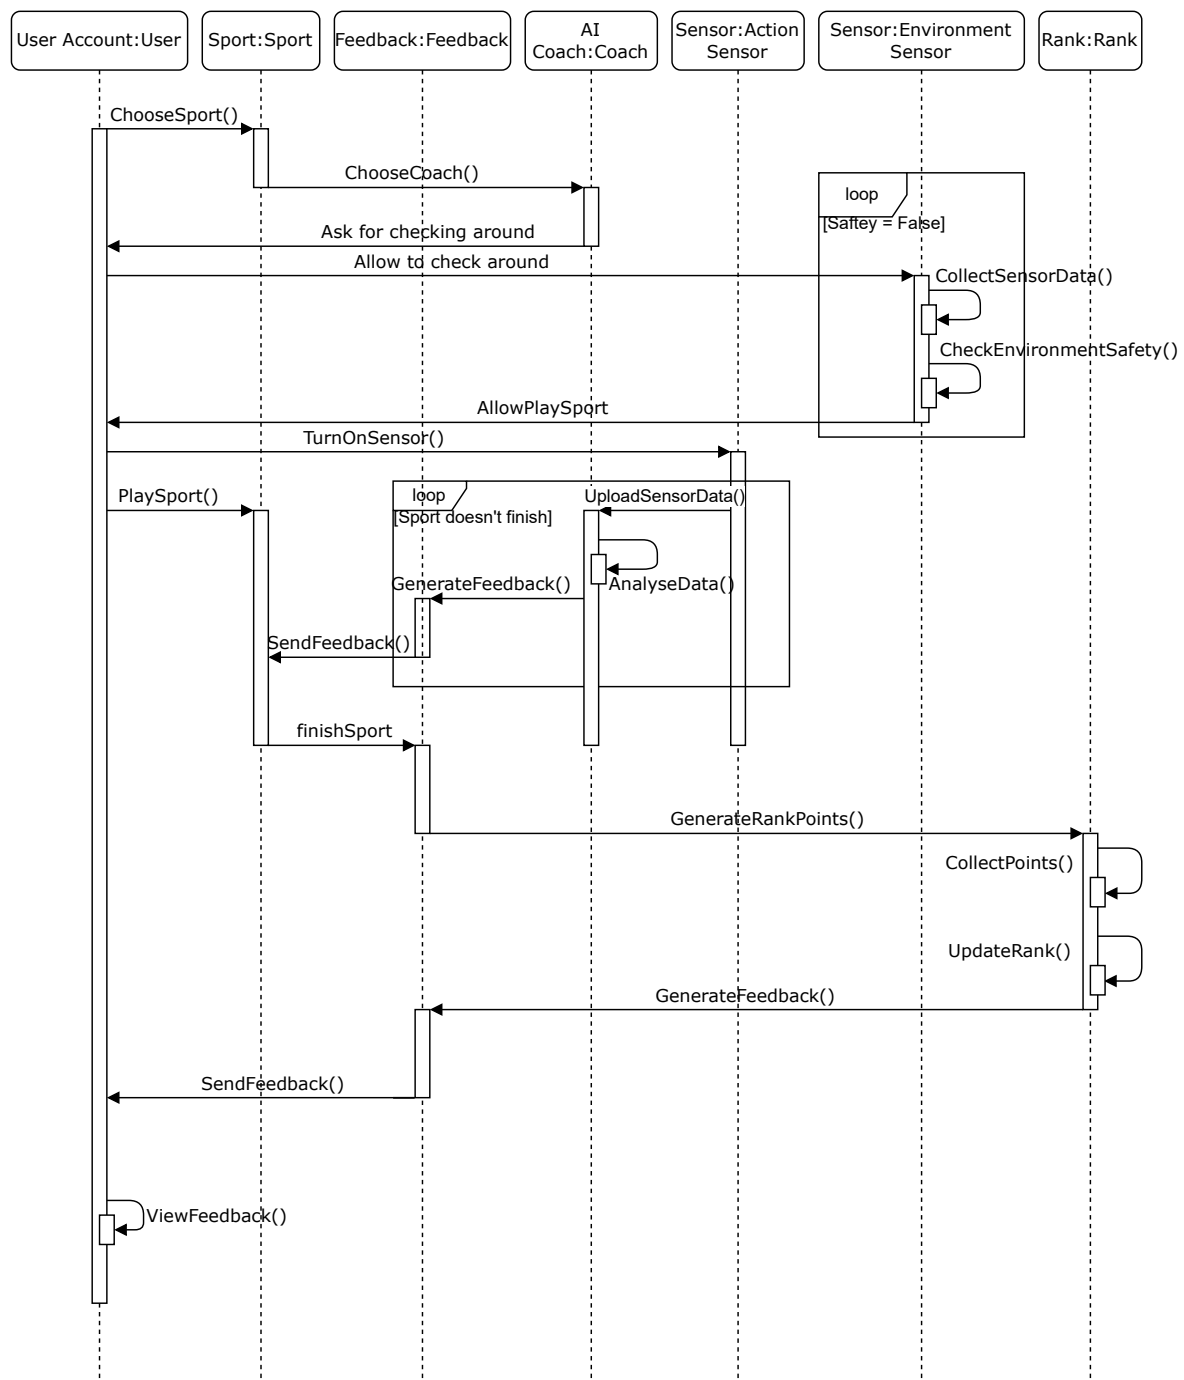 User Account:User
Sport:Sport
Feedback:Feedback
AI
Coach:Coach
Sensor:Action
Sensor
Sensor:Environment
Sensor
Rank:Rank
ChooseSport()
ChooseCoach()
loop
[Saftey = False]
Ask for checking around
Allow to check around
CollectSensorData()
CheckEnvironmentSafety()
AllowPlaySport
TurnOnSensor()
PlaySport()
loop
[Sport doesn't finish]
UploadSensorData()
AnalyseData()
GenerateFeedback()
SendFeedback()
finishSport
GenerateRankPoints()
CollectPoints()
UpdateRank()
GenerateFeedback()
SendFeedback()
ViewFeedback()